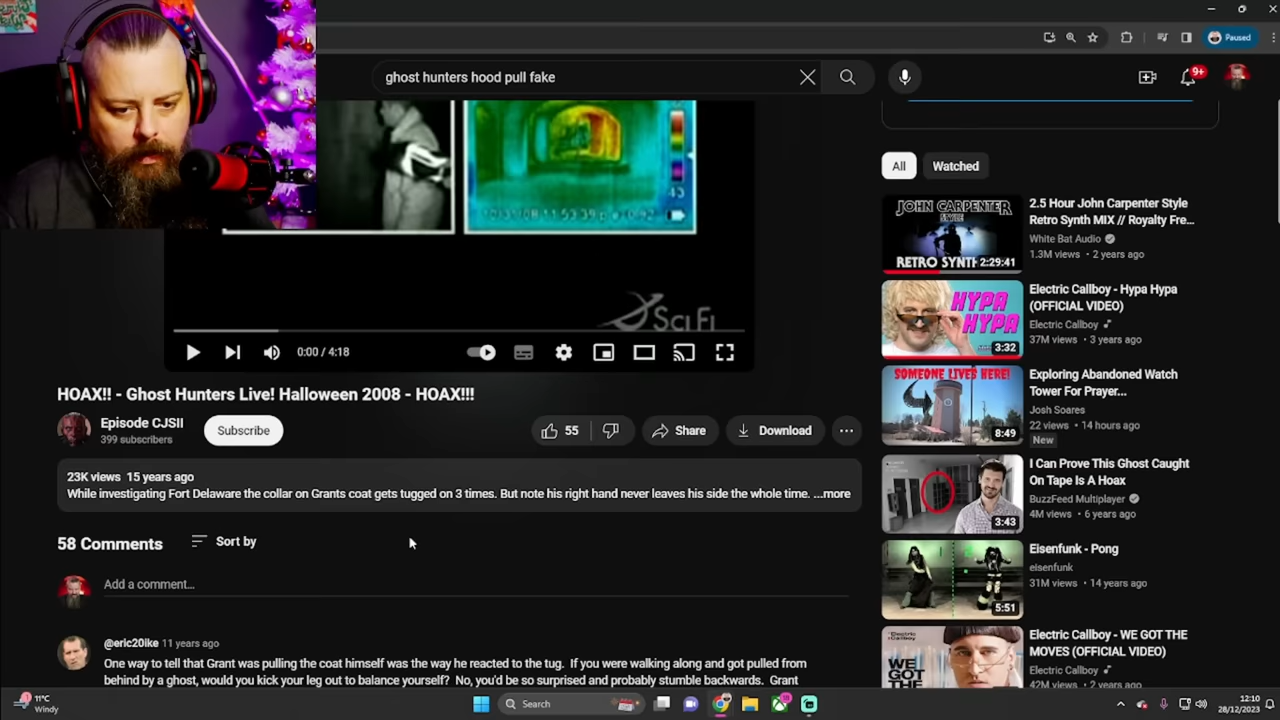 Paused
ghost hunters hood pull fake
9+
SciFi
0:00 / 4:18
HOAX!! - Ghost Hunters Live! Halloween 2008 - HOAX!!!
Episode CJSII
399 subscribers
Subscribe
55
Share
Download
23K views 15 years ago
While investigating Fort Delaware the collar on Grants coat gets tugged on 3 times. But note his right hand never leaves his side the whole time. ...more
58 Comments
Sort by
Add a comment...
@eric20ike 11 years ago
One way to tell that Grant was pulling the coat himself was the way he reacted to the tug. If you were walking along and got pulled from
behind by a ghost, would you kick your leg out to balance yourself? No, you'd be so surprised and probably stumble backwards. Grant
All
Watched
JOHN CARPENTER
STYLE
RETRO SYNTH
2:29:41
2.5 Hour John Carpenter Style
Retro Synth MIX // Royalty Fre...
White Bat Audio
1.3M views • 2 years ago
HYPA
HYPA
3:32
Electric Callboy - Hypa Hypa
(OFFICIAL VIDEO)
Electric Callboy
37M views • 3 years ago
SOMEONE LIVES HERE!
8:49
Exploring Abandoned Watch
Tower For Prayer...
Josh Soares
22 views • 14 hours ago
New
3:43
I Can Prove This Ghost Caught
On Tape Is A Hoax
BuzzFeed Multiplayer
4M views • 6 years ago
5:51
Eisenfunk - Pong
eisenfunk
31M views • 14 years ago
WE GOT
THE
Electric Callboy - WE GOT THE
MOVES (OFFICIAL VIDEO)
Electric Callboy
42M views • 2 years ago
11°C
Windy
Search
12:10
28/12/2023